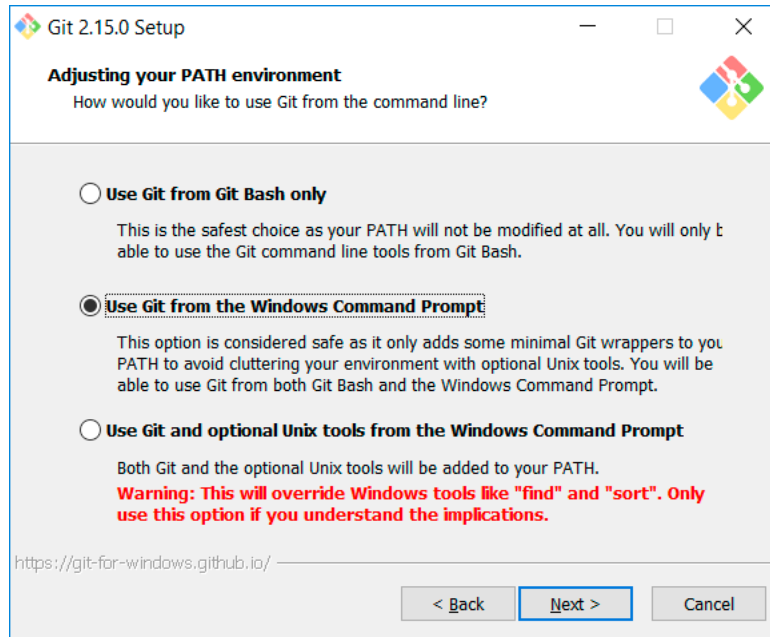 Git 2.15.0 Setup
Adjusting your PATH environment
How would you like to use Git from the command line?
Use Git from Git Bash only
This is the safest choice as your PATH will not be modified at all. You will only
able to use the Git command line tools from Git Bash.
Use Git from the Windows Command Prompt
This option is considered safe as it only adds some minimal Git wrappers to you
PATH to avoid cluttering your environment with optional Unix tools. You will be
able to use Git from both Git Bash and the Windows Command Prompt.
Use Git and optional Unix tools from the Windows Command Prompt
Both Git and the optional Unix tools will be added to your PATH.
Warning: This will override Windows tools like "find" and "sort". Only
use this option if you understand the implications.
https://git-for-windows.github.io/
< Back
Next >
Cancel